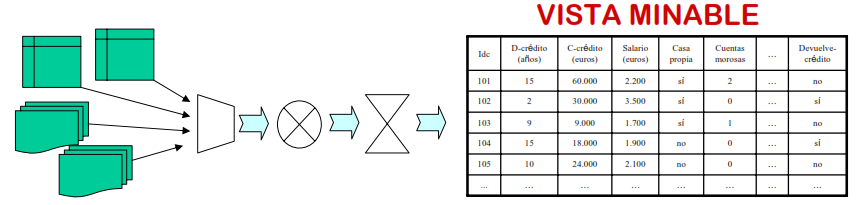 VISTA MINABLE
Idc D-crédito (años) C-crédito (euros) Salario (euros) Casa propia Cuentas morosas … Devuelve-crédito
101 15 60.000 2.200 sí 2 … no
102 2 30.000 3.500 sí 0 … sí
103 9 9.000 1.700 sí 1 … no
104 15 18.000 1.900 no 0 … sí
105 10 24.000 2.100 no 0 … no
... … … … … … … …